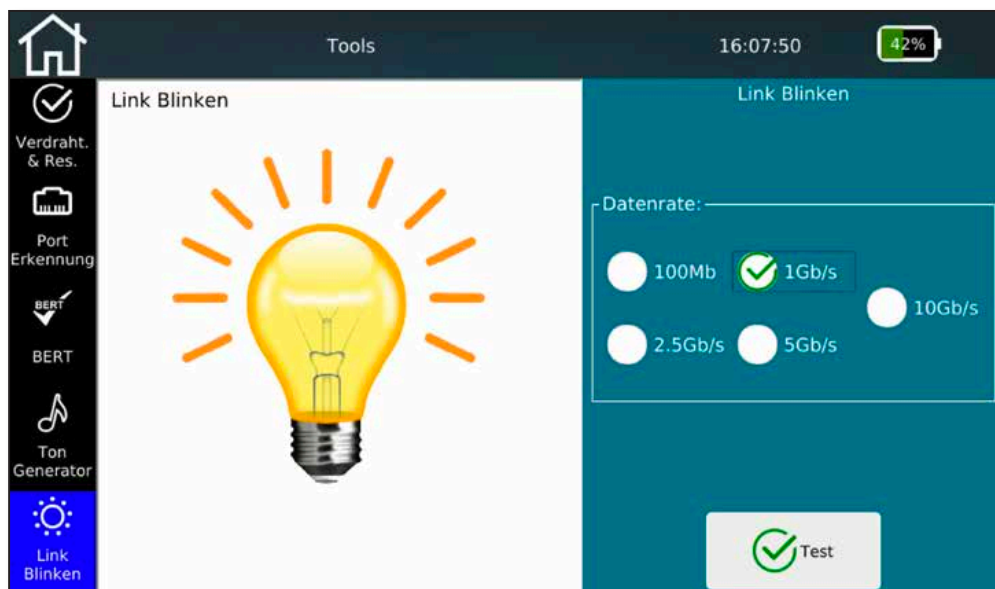 Tools
16:07:50
42%
Verdraht.
& Res.
Port
Erkennung
BERT
BERT
Ton
Generator
Link
Blinken
Link Blinken
Link Blinken
Datenrate:
100Mb
1Gb/s
10Gb/s
2.5Gb/s
5Gb/s
Test